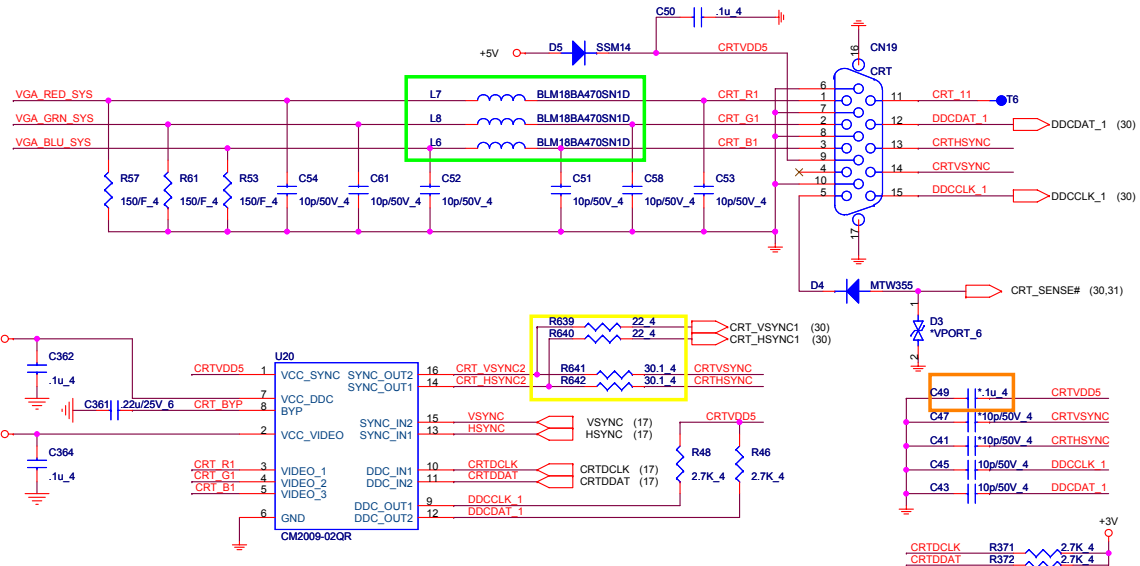 C50 .1u_4
+5V D5 SSM14 CRTVDD5
16 CN19
CRT
VGA_RED_SYS L7 BLM18BA470SN1D CRT_R1 6 1 11 CRT_11 T6
VGA_GRN_SYS L8 BLM18BA470SN1D CRT_G1 7 2 12 DDCDAT_1 DDCDAT_1 (30)
VGA_BLU_SYS L6 BLM18BA470SN1D CRT_B1 8 3 13 CRTHSYNC
9 4 14 CRTVSYNC
10 5 15 DDCCLK_1 DDCCLK_1 (30)
R57 R61 R53 C54 C61 C52 C51 C58 C53
150/F_4 150/F_4 150/F_4 10p/50V_4 10p/50V_4 10p/50V_4 10p/50V_4 10p/50V_4 10p/50V_4
17
D4 MTW355 CRT_SENSE# (30,31)
1
D3
*VPORT_6
2
R639 22_4 CRT_VSYNC1 (30)
R640 22_4 CRT_HSYNC1 (30)
C362
.1u_4
U20
CRTVDD5 1 VCC_SYNC SYNC_OUT2 16 CRT_VSYNC2 R641 30.1_4 CRTVSYNC
SYNC_OUT1 14 CRT_HSYNC2 R642 30.1_4 CRTHSYNC
7 VCC_DDC
C361 .22u/25V_6 CRT_BYP 8 BYP
SYNC_IN2 15 VSYNC VSYNC (17)
2 VCC_VIDEO SYNC_IN1 13 HSYNC HSYNC (17)
CRTVDD5
C364
.1u_4
R48 R46
2.7K_4 2.7K_4
CRT_R1 3 VIDEO_1 DDC_IN1 10 CRTDCLK CRTDCLK (17)
CRT_G1 4 VIDEO_2 DDC_IN2 11 CRTDDAT CRTDDAT (17)
CRT_B1 5 VIDEO_3
DDC_OUT1 9 DDCCLK_1
6 GND DDC_OUT2 12 DDCDAT_1
CM2009-02QR
C49 *.1u_4 CRTVDD5
C47 *10p/50V_4 CRTVSYNC
C41 *10p/50V_4 CRTHSYNC
C45 10p/50V_4 DDCCLK_1
C43 10p/50V_4 DDCDAT_1
+3V
CRTDCLK R371 2.7K_4
CRTDDAT R372 2.7K_4